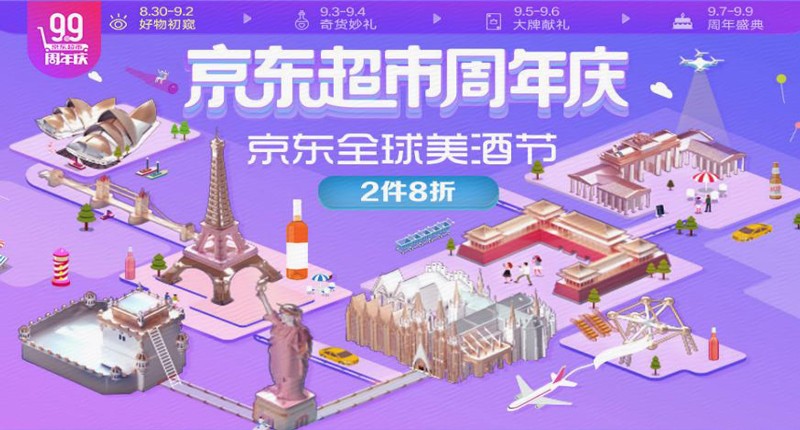 9.9
京东超市
周年庆
8.30-9.2
好物初窥
9.3-9.4
奇货妙礼
9.5-9.6
大牌献礼
9.7-9.9
周年盛典
京东超市周年庆
京东全球美酒节
2件8折